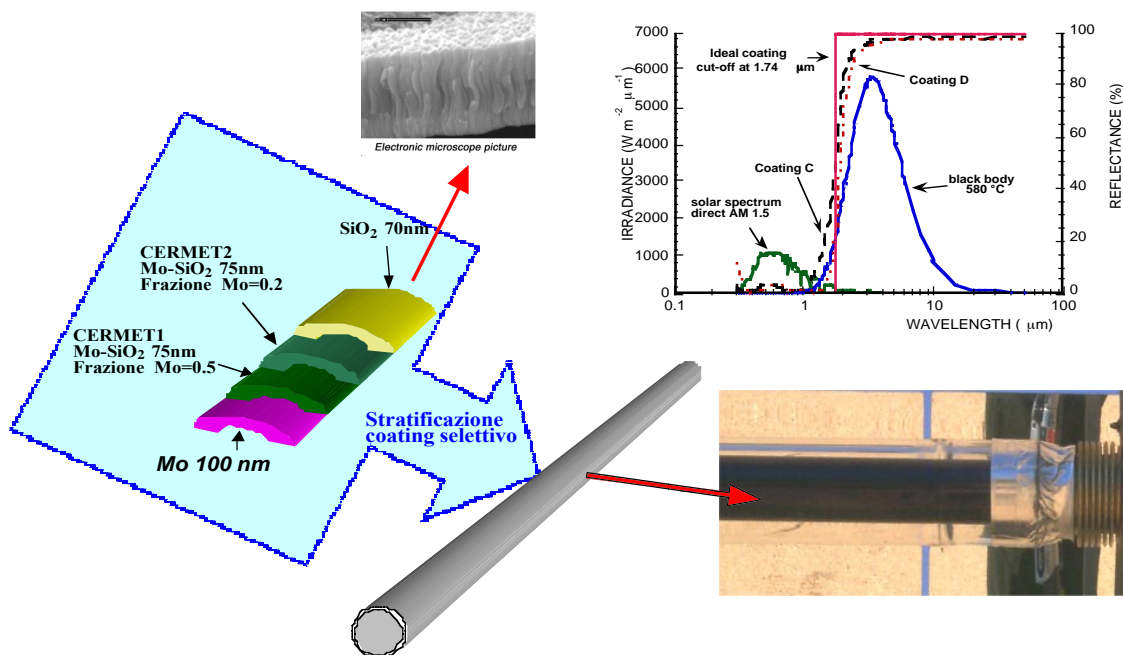 Electronic microscope picture
SiO2 70nm
CERMET2
Mo-SiO2 75nm
Frazione Mo=0.2
CERMET1
Mo-SiO2 75nm
Frazione Mo=0.5
Mo 100 nm
Stratificazione
coating selettivo
7000
6000
5000
4000
3000
2000
1000
0
IRRADIANCE (W m-2 μm-1)
100
80
60
40
20
0
REFLECTANCE (%)
Ideal coating
cut-off at 1.74 μm
Coating D
Coating C
black body
580 °C
solar spectrum
direct AM 1.5
0.1
1
10
100
WAVELENGTH ( μm)